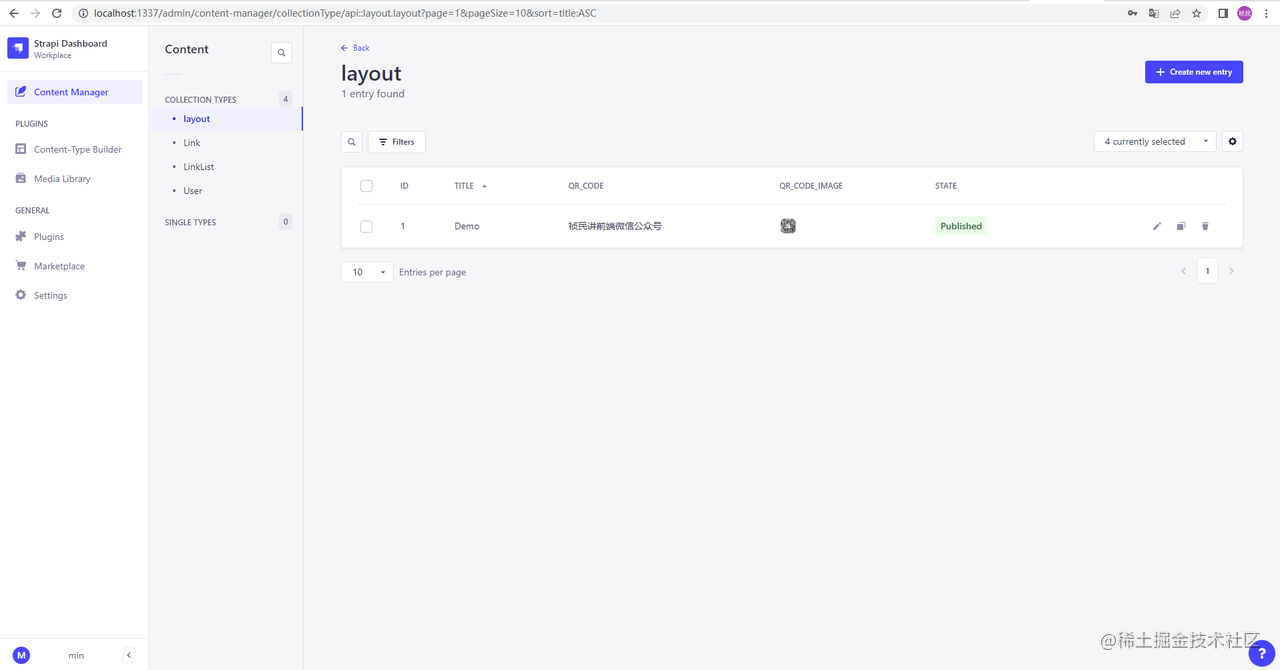 localhost:1337/admin/content-manager/collectionType/api::layout.layout?page=1&pageSize=10&sort=title:ASC
Strapi Dashboard
Workplace
Content Manager
PLUGINS
Content-Type Builder
Media Library
GENERAL
Plugins
Marketplace
Settings
M
min
Content
COLLECTION TYPES 4
layout
Link
LinkList
User
SINGLE TYPES 0
Back
layout
1 entry found
Create new entry
Filters
4 currently selected
ID TITLE QR_CODE QR_CODE_IMAGE STATE
1 Demo 祯民讲前端微信公众号 Published
10 Entries per page
1
@稀土掘金技术社区
?